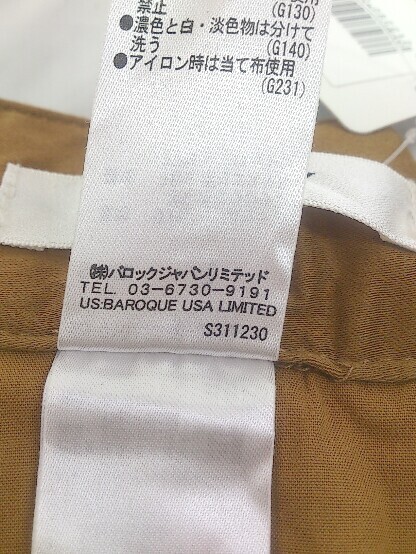 禁止 (G130)
●濃色と白・淡色物は分けて
洗う (G140)
●アイロン時は当て布使用
(G231)
㈱バロックジャパンリミテッド
TEL. 03-6730-9191
US:BAROQUE USA LIMITED
S311230